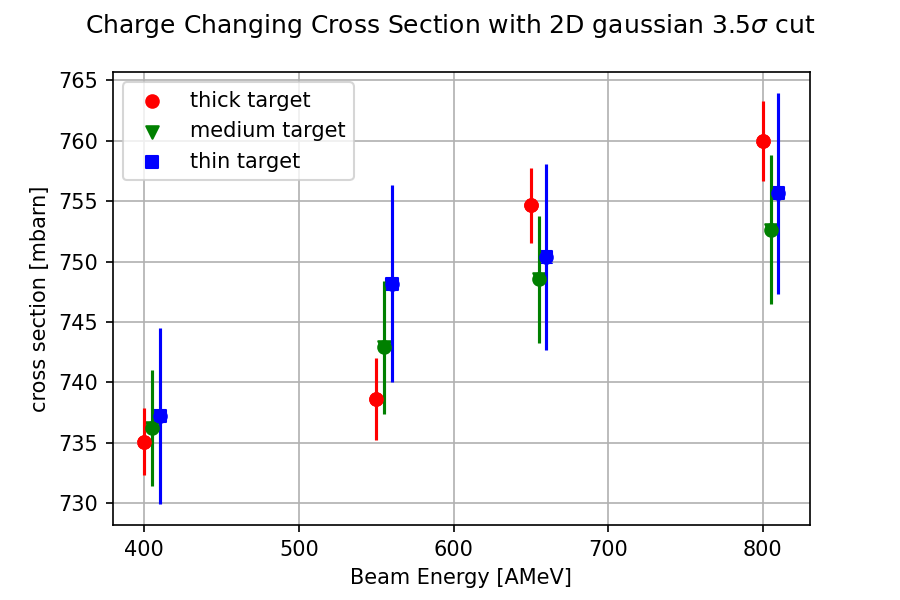 Charge Changing Cross Section with 2D gaussian 3.5σ cut
765
760
755
750
745
740
735
730
cross section [mbarn]
thick target
medium target
thin target
400 500 600 700 800
Beam Energy [AMeV]